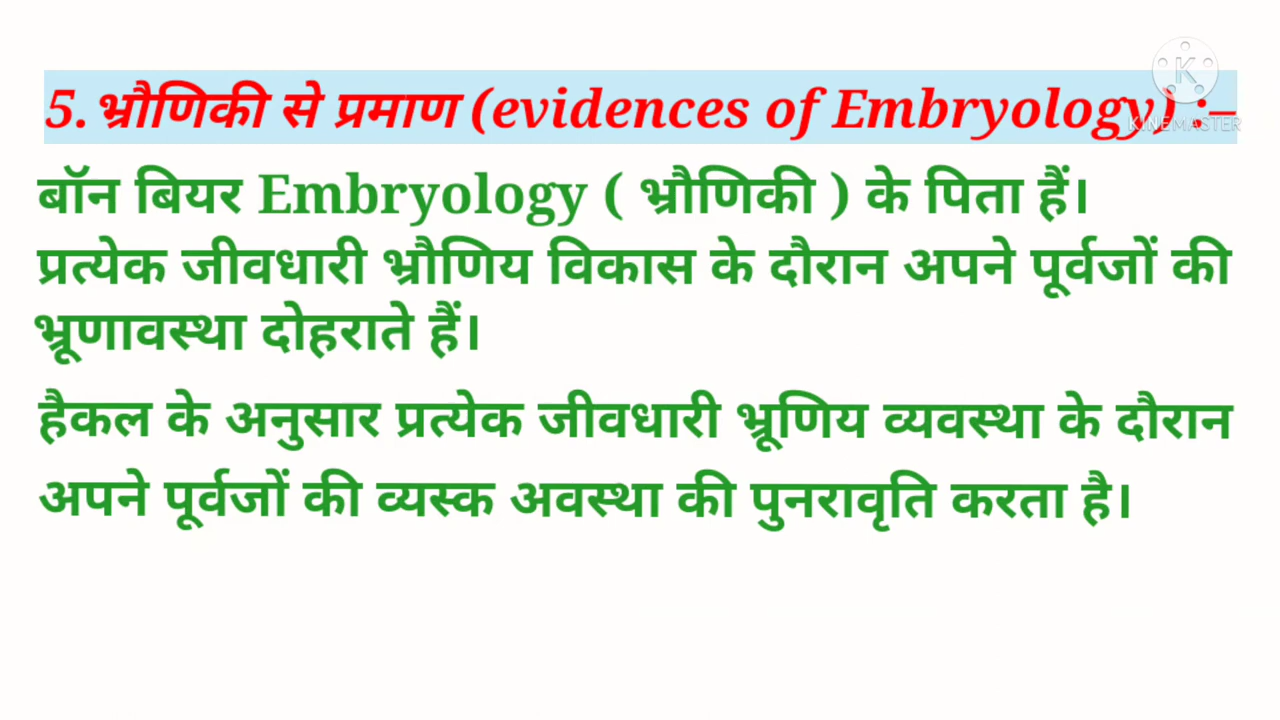 5. भ्रौणिकी से प्रमाण (evidences of Embryology) :–
K
KINEMASTER
बॉन बियर Embryology ( भ्रौणिकी ) के पिता हैं।
प्रत्येक जीवधारी भ्रौणिय विकास के दौरान अपने पूर्वजों की
भ्रूणावस्था दोहराते हैं।
हैकल के अनुसार प्रत्येक जीवधारी भ्रूणिय व्यवस्था के दौरान
अपने पूर्वजों की व्यस्क अवस्था की पुनरावृति करता है।